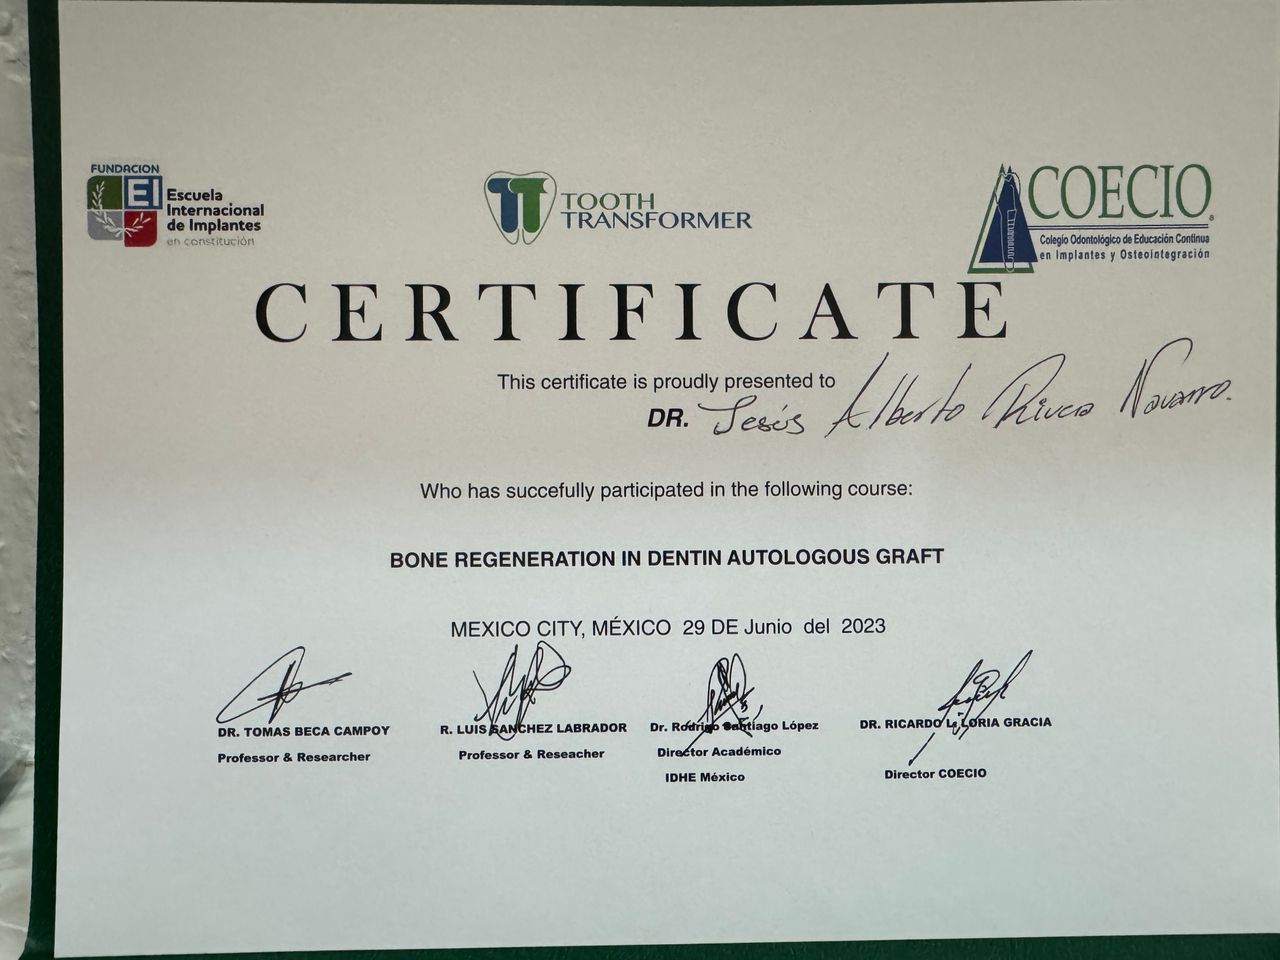 FUNDACION
EI
Escuela
Internacional
de Implantes
en constitución
TOOTH
TRANSFORMER
COECIO
Colegio Odontológico de Educación Continua
en Implantes y Osteointegración
CERTIFICATE
This certificate is proudly presented to
DR. Jesús Alberto Rivera Navarro.
Who has succefully participated in the following course:
BONE REGENERATION IN DENTIN AUTOLOGOUS GRAFT
MEXICO CITY, MÉXICO 29 DE Junio del 2023
DR. TOMAS BECA CAMPOY
Professor & Researcher
R. LUIS SANCHEZ LABRADOR
Professor & Reseacher
Dr. Rodrigo Santiago López
Director Académico
IDHE México
DR. RICARDO L. LORIA GRACIA
Director COECIO